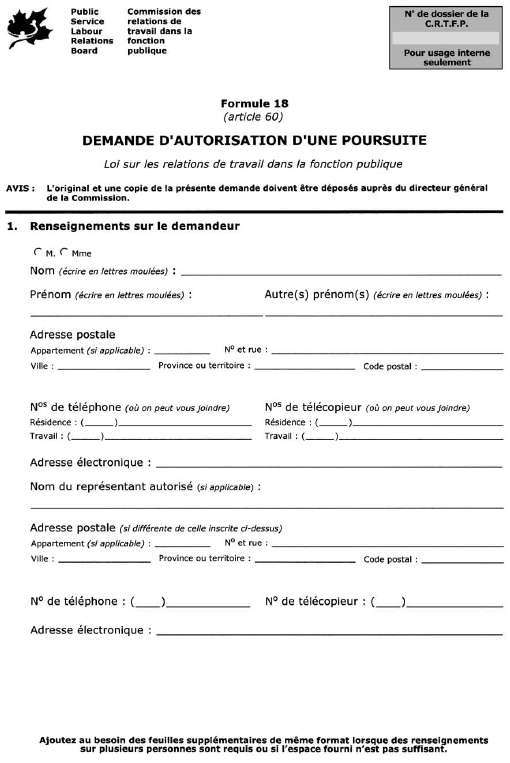 Public
Service
Labour
Relations
Board
Commission des
relations de
travail dans la
fonction
publique
N° de dossier de la
C.R.T.F.P.
Pour usage interne
seulement
Formule 18
(article 60)
DEMANDE D'AUTORISATION D'UNE POURSUITE
Loi sur les relations de travail dans la fonction publique
AVIS : L'original et une copie de la présente demande doivent être déposés auprès du directeur général
de la Commission.
1. Renseignements sur le demandeur
M. Mme
Nom (écrire en lettres moulées) :
Prénom (écrire en lettres moulées) : Autre(s) prénom(s) (écrire en lettres moulées) :
Adresse postale
Appartement (si applicable) : N° et rue :
Ville : Province ou territoire : Code postal :
Nos de téléphone (où on peut vous joindre) Nos de télécopieur (où on peut vous joindre)
Résidence : ( ) Résidence : ( )
Travail : ( ) Travail : ( )
Adresse électronique :
Nom du représentant autorisé (si applicable) :
Adresse postale (si différente de celle inscrite ci-dessus)
Appartement (si applicable) : N° et rue :
Ville : Province ou territoire : Code postal :
N° de téléphone : ( ) N° de télécopieur : ( )
Adresse électronique :
Ajoutez au besoin des feuilles supplémentaires de même format lorsque des renseignements
sur plusieurs personnes sont requis ou si l'espace fourni n'est pas suffisant.